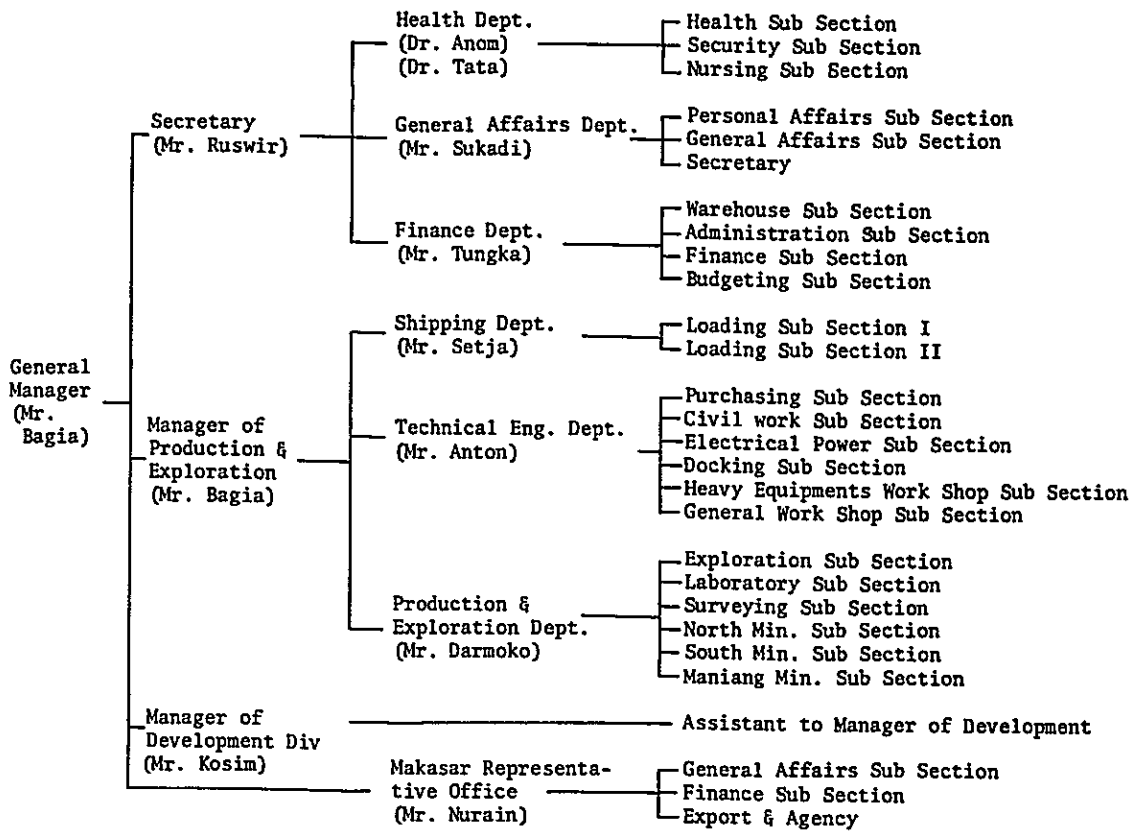 General
Manager
(Mr.
Bagia)
Secretary
(Mr. Ruswir)
Health Dept.
(Dr. Anom)
(Dr. Tata)
Health Sub Section
Security Sub Section
Nursing Sub Section
General Affairs Dept.
(Mr. Sukadi)
Personal Affairs Sub Section
General Affairs Sub Section
Secretary
Finance Dept.
(Mr. Tungka)
Warehouse Sub Section
Administration Sub Section
Finance Sub Section
Budgeting Sub Section
Manager of
Production &
Exploration
(Mr. Bagia)
Shipping Dept.
(Mr. Setja)
Loading Sub Section I
Loading Sub Section II
Technical Eng. Dept.
(Mr. Anton)
Purchasing Sub Section
Civil work Sub Section
Electrical Power Sub Section
Docking Sub Section
Heavy Equipments Work Shop Sub Section
General Work Shop Sub Section
Production &
Exploration Dept.
(Mr. Darmoko)
Exploration Sub Section
Laboratory Sub Section
Surveying Sub Section
North Min. Sub Section
South Min. Sub Section
Maniang Min. Sub Section
Manager of
Development Div
(Mr. Kosim)
Assistant to Manager of Development
Makasar Representa-
tive Office
(Mr. Nurain)
General Affairs Sub Section
Finance Sub Section
Export & Agency